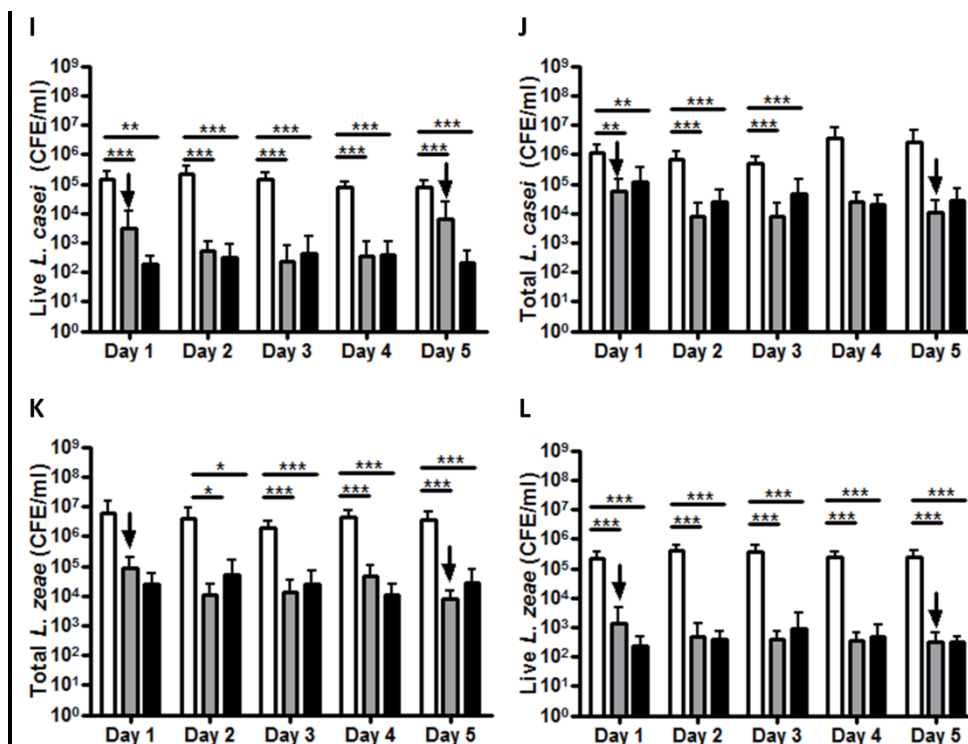 I
Live L. casei (CFE/ml)
10⁹
10⁸
10⁷
10⁶
10⁵
10⁴
10³
10²
10¹
10⁰
** *** *** *** ***
*** *** *** *** ***
Day 1 Day 2 Day 3 Day 4 Day 5
J
Total L. casei (CFE/ml)
10⁹
10⁸
10⁷
10⁶
10⁵
10⁴
10³
10²
10¹
10⁰
** *** ***
** *** ***
Day 1 Day 2 Day 3 Day 4 Day 5
K
Total L. zeae (CFE/ml)
10⁹
10⁸
10⁷
10⁶
10⁵
10⁴
10³
10²
10¹
10⁰
* *** *** ***
* *** *** ***
Day 1 Day 2 Day 3 Day 4 Day 5
L
Live L. zeae (CFE/ml)
10⁹
10⁸
10⁷
10⁶
10⁵
10⁴
10³
10²
10¹
10⁰
*** *** *** *** ***
*** *** *** *** ***
Day 1 Day 2 Day 3 Day 4 Day 5